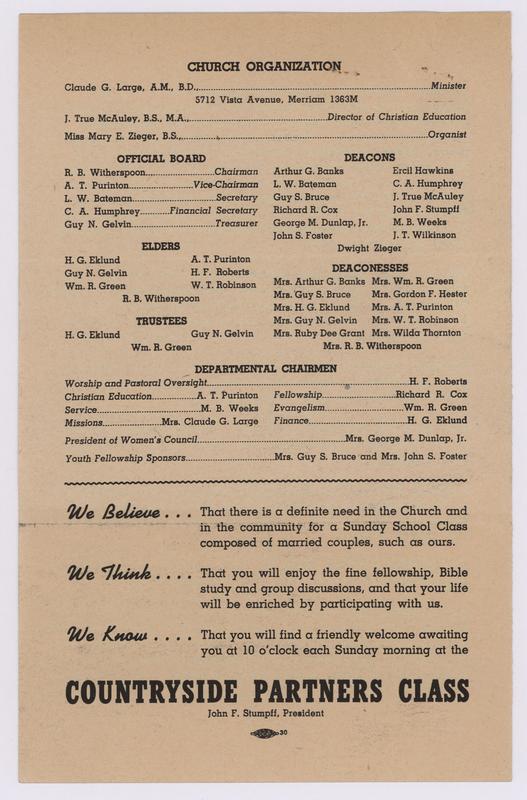 CHURCH ORGANIZATION
Claude G. Large, A.M., B.D.,....Minister
5712 Vista Avenue, Merriam 1363M
J. True McAuley, B.S., M.A.,....Director of Christian Education
Miss Mary E. Zieger, B.S.,....Organist
OFFICIAL BOARD
R. B. Witherspoon....Chairman
A. T. Purinton....Vice-Chairman
L. W. Bateman....Secretary
C. A. Humphrey....Financial Secretary
Guy N. Gelvin....Treasurer
ELDERS
H. G. Eklund A. T. Purinton
Guy N. Gelvin H. F. Roberts
Wm. R. Green W. T. Robinson
R. B. Witherspoon
TRUSTEES
H. G. Eklund Guy N. Gelvin
Wm. R. Green
DEACONS
Arthur G. Banks Ercil Hawkins
L. W. Bateman C. A. Humphrey
Guy S. Bruce J. True McAuley
Richard R. Cox John F. Stumpff
George M. Dunlap, Jr. M. B. Weeks
John S. Foster J. T. Wilkinson
Dwight Zieger
DEACONESSES
Mrs. Arthur G. Banks Mrs. Wm. R. Green
Mrs. Guy S. Bruce Mrs. Gordon F. Hester
Mrs. H. G. Eklund Mrs. A. T. Purinton
Mrs. Guy N. Gelvin Mrs. W. T. Robinson
Mrs. Ruby Dee Grant Mrs. Wilda Thornton
Mrs. R. B. Witherspoon
DEPARTMENTAL CHAIRMEN
Worship and Pastoral Oversight....H. F. Roberts
Christian Education....A. T. Purinton Fellowship....Richard R. Cox
Service....M. B. Weeks Evangelism....Wm. R. Green
Missions....Mrs. Claude G. Large Finance....H. G. Eklund
President of Women's Council....Mrs. George M. Dunlap, Jr.
Youth Fellowship Sponsors....Mrs. Guy S. Bruce and Mrs. John S. Foster
We Believe . . . That there is a definite need in the Church and
in the community for a Sunday School Class
composed of married couples, such as ours.
We Think . . . . That you will enjoy the fine fellowship, Bible
study and group discussions, and that your life
will be enriched by participating with us.
We Know . . . . That you will find a friendly welcome awaiting
you at 10 o'clock each Sunday morning at the
COUNTRYSIDE PARTNERS CLASS
John F. Stumpff, President
30